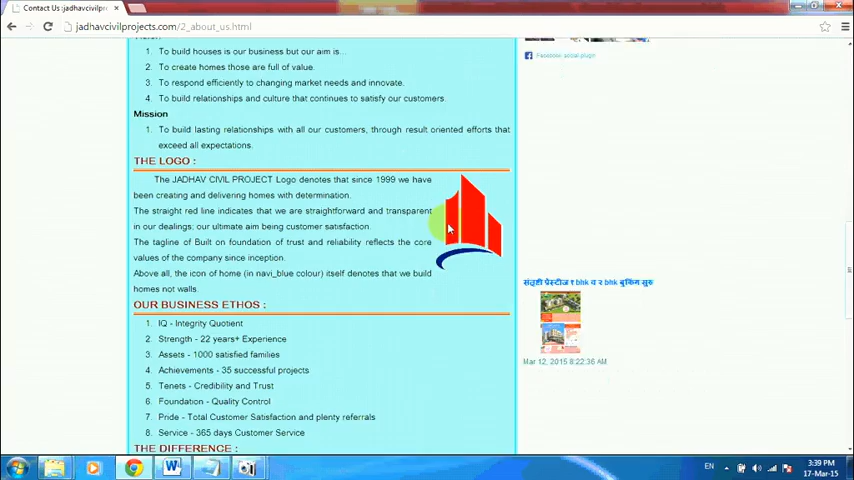 Contact Us :jadhavcivilprojects
jadhavcivilprojects.com/2_about_us.html
1. To build houses is our business but our aim is...
2. To create homes those are full of value.
3. To respond efficiently to changing market needs and innovate.
4. To build relationships and culture that continues to satisfy our customers.
Mission
1. To build lasting relationships with all our customers, through result oriented efforts that
exceed all expectations.
THE LOGO :
The JADHAV CIVIL PROJECT Logo denotes that since 1999 we have
been creating and delivering homes with determination.
The straight red line indicates that we are straightforward and transparent
in our dealings; our ultimate aim being customer satisfaction.
The tagline of Built on foundation of trust and reliability reflects the core
values of the company since inception.
Above all, the icon of home (in navi_blue colour) itself denotes that we build
homes not walls.
OUR BUSINESS ETHOS :
1. IQ - Integrity Quotient
2. Strength - 22 years+ Experience
3. Assets - 1000 satisfied families
4. Achievements - 35 successful projects
5. Tenets - Credibility and Trust
6. Foundation - Quality Control
7. Pride - Total Customer Satisfaction and plenty referrals
8. Service - 365 days Customer Service
THE DIFFERENCE :
Facebook social plugin
संतुष्टी प्रेस्टीज १ bhk व २ bhk बुकिंग सुरु
Mar 12, 2015 8:22:36 AM
EN
3:39 PM
17-Mar-15